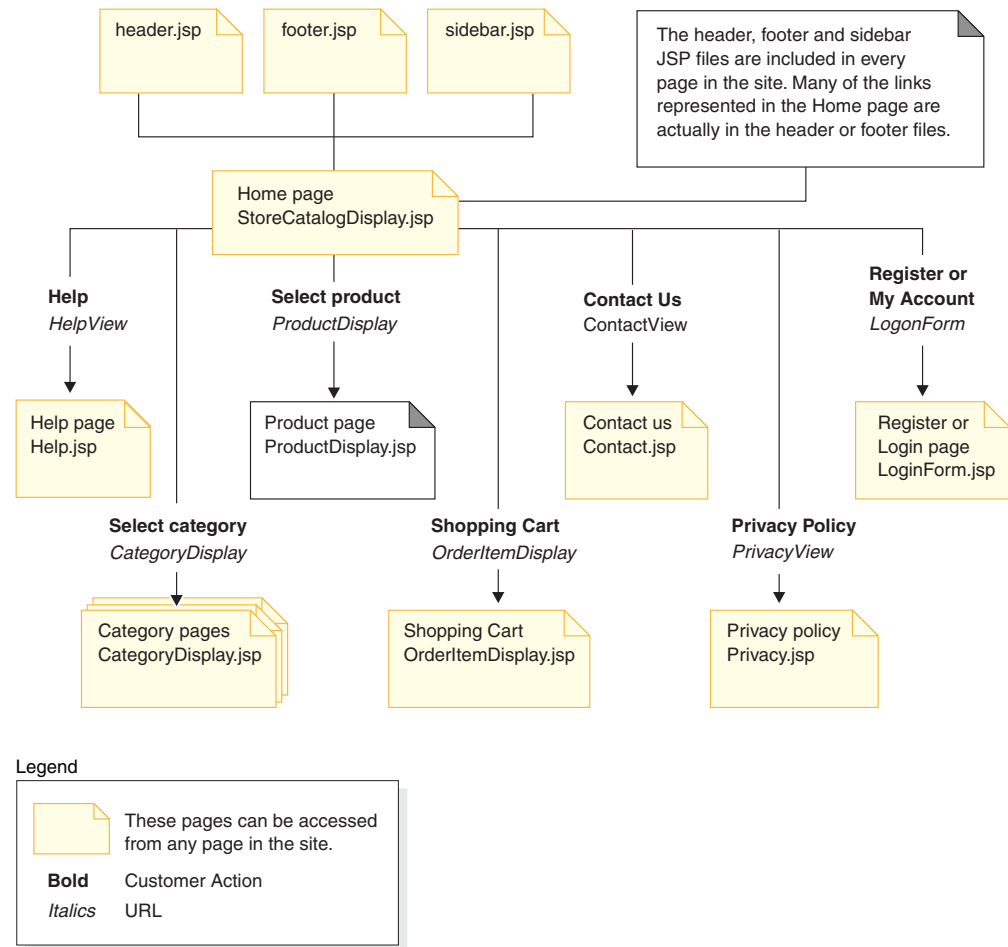 header.jsp
footer.jsp
sidebar.jsp
The header, footer and sidebar
JSP files are included in every
page in the site. Many of the links
represented in the Home page are
actually in the header or footer files.
Home page
StoreCatalogDisplay.jsp
Help
HelpView
Select product
ProductDisplay
Contact Us
ContactView
Register or
My Account
LogonForm
Help page
Help.jsp
Product page
ProductDisplay.jsp
Contact us
Contact.jsp
Register or
Login page
LoginForm.jsp
Select category
CategoryDisplay
Shopping Cart
OrderItemDisplay
Privacy Policy
PrivacyView
Category pages
CategoryDisplay.jsp
Shopping Cart
OrderItemDisplay.jsp
Privacy policy
Privacy.jsp
Legend
These pages can be accessed
from any page in the site.
Bold Customer Action
Italics URL